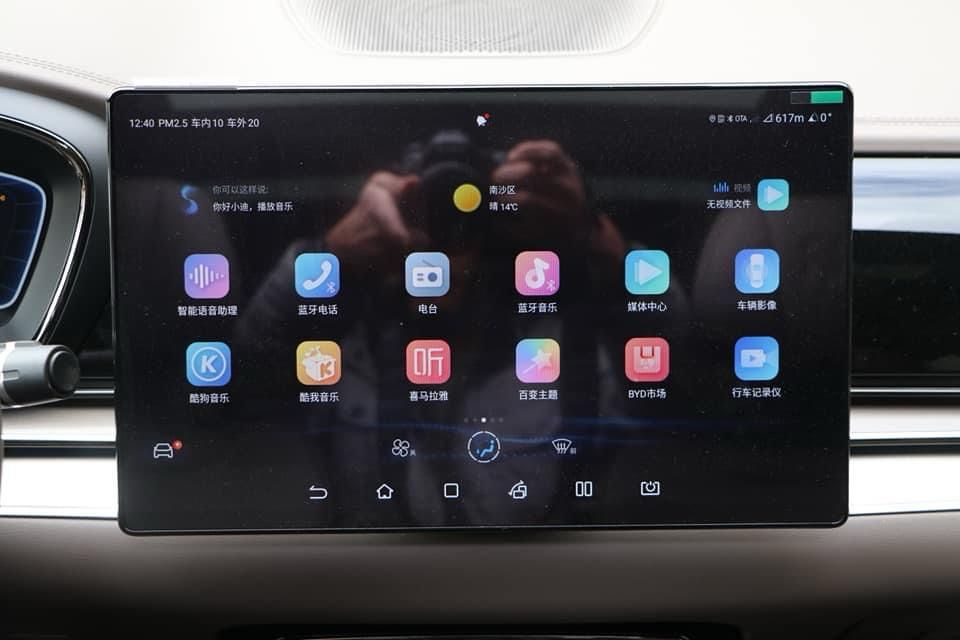 12:40 PM2.5 车内10 车外20
OTA 617m 0°
你可以这样说:
你好小迪，播放音乐
南沙区
晴 14℃
视频
无视频文件
智能语音助理 蓝牙电话 电台 蓝牙音乐 媒体中心 车辆影像
K K 听
酷狗音乐 酷我音乐 喜马拉雅 百变主题 BYD市场 行车记录仪
风 前